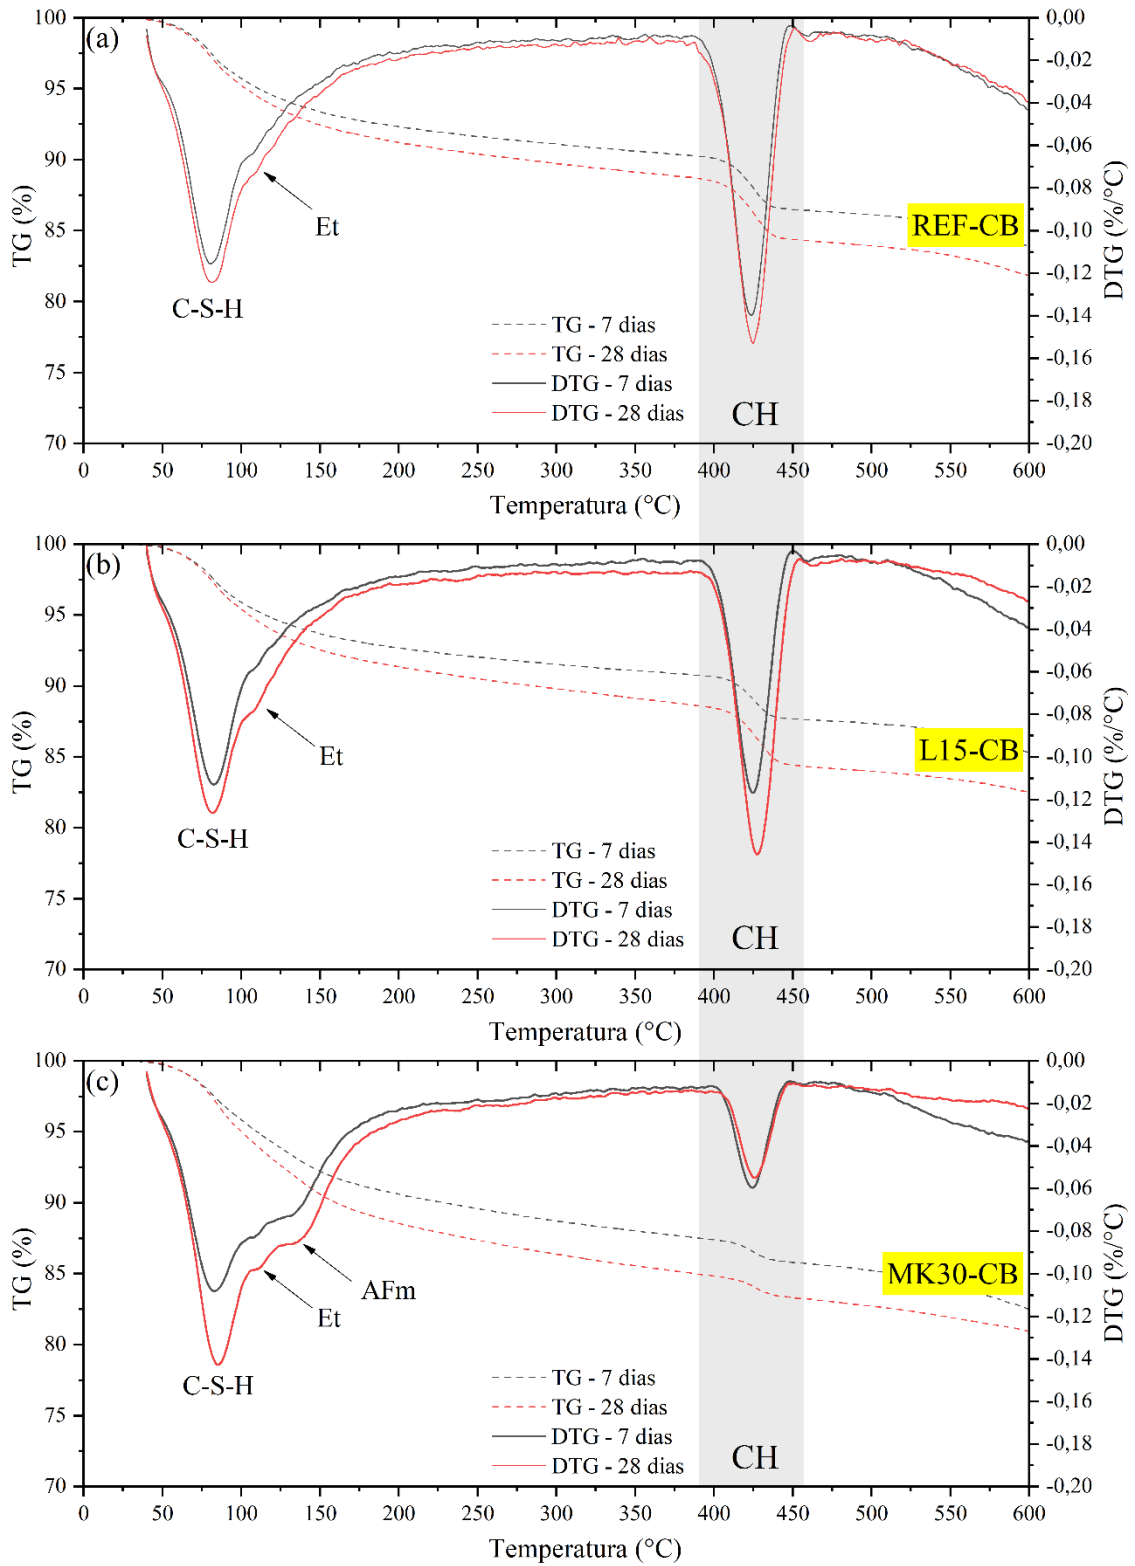 (a)
100
95
90
85
80
75
70
TG (%)
0,00
-0,02
-0,04
-0,06
-0,08
-0,10
-0,12
-0,14
-0,16
-0,18
-0,20
DTG (%/°C)
Et
C-S-H
REF-CB
TG - 7 dias
TG - 28 dias
DTG - 7 dias
DTG - 28 dias
CH
0 50 100 150 200 250 300 350 400 450 500 550 600
Temperatura (°C)
(b)
100
95
90
85
80
75
70
TG (%)
0,00
-0,02
-0,04
-0,06
-0,08
-0,10
-0,12
-0,14
-0,16
-0,18
-0,20
DTG (%/°C)
Et
C-S-H
L15-CB
TG - 7 dias
TG - 28 dias
DTG - 7 dias
DTG - 28 dias
CH
0 50 100 150 200 250 300 350 400 450 500 550 600
Temperatura (°C)
(c)
100
95
90
85
80
75
70
TG (%)
0,00
-0,02
-0,04
-0,06
-0,08
-0,10
-0,12
-0,14
-0,16
-0,18
-0,20
DTG (%/°C)
AFm
Et
C-S-H
MK30-CB
TG - 7 dias
TG - 28 dias
DTG - 7 dias
DTG - 28 dias
CH
0 50 100 150 200 250 300 350 400 450 500 550 600
Temperatura (°C)